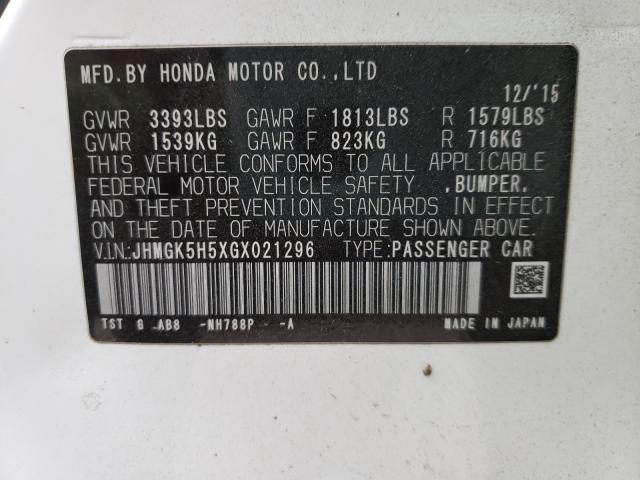 MFD. BY HONDA MOTOR CO., LTD
12/'15
GVWR 3393LBS GAWR F 1813LBS R 1579LBS
GVWR 1539KG GAWR F 823KG R 716KG
THIS VEHICLE CONFORMS TO ALL APPLICABLE
FEDERAL MOTOR VEHICLE SAFETY ,BUMPER,
AND THEFT PREVENTION STANDARDS IN EFFECT
ON THE DATE OF MANUFACTURE SHOWN ABOVE.
V.I.N.: JHMGK5H5XGX021296 TYPE: PASSENGER CAR
TST G AB8 -NH788P - -A MADE IN JAPAN